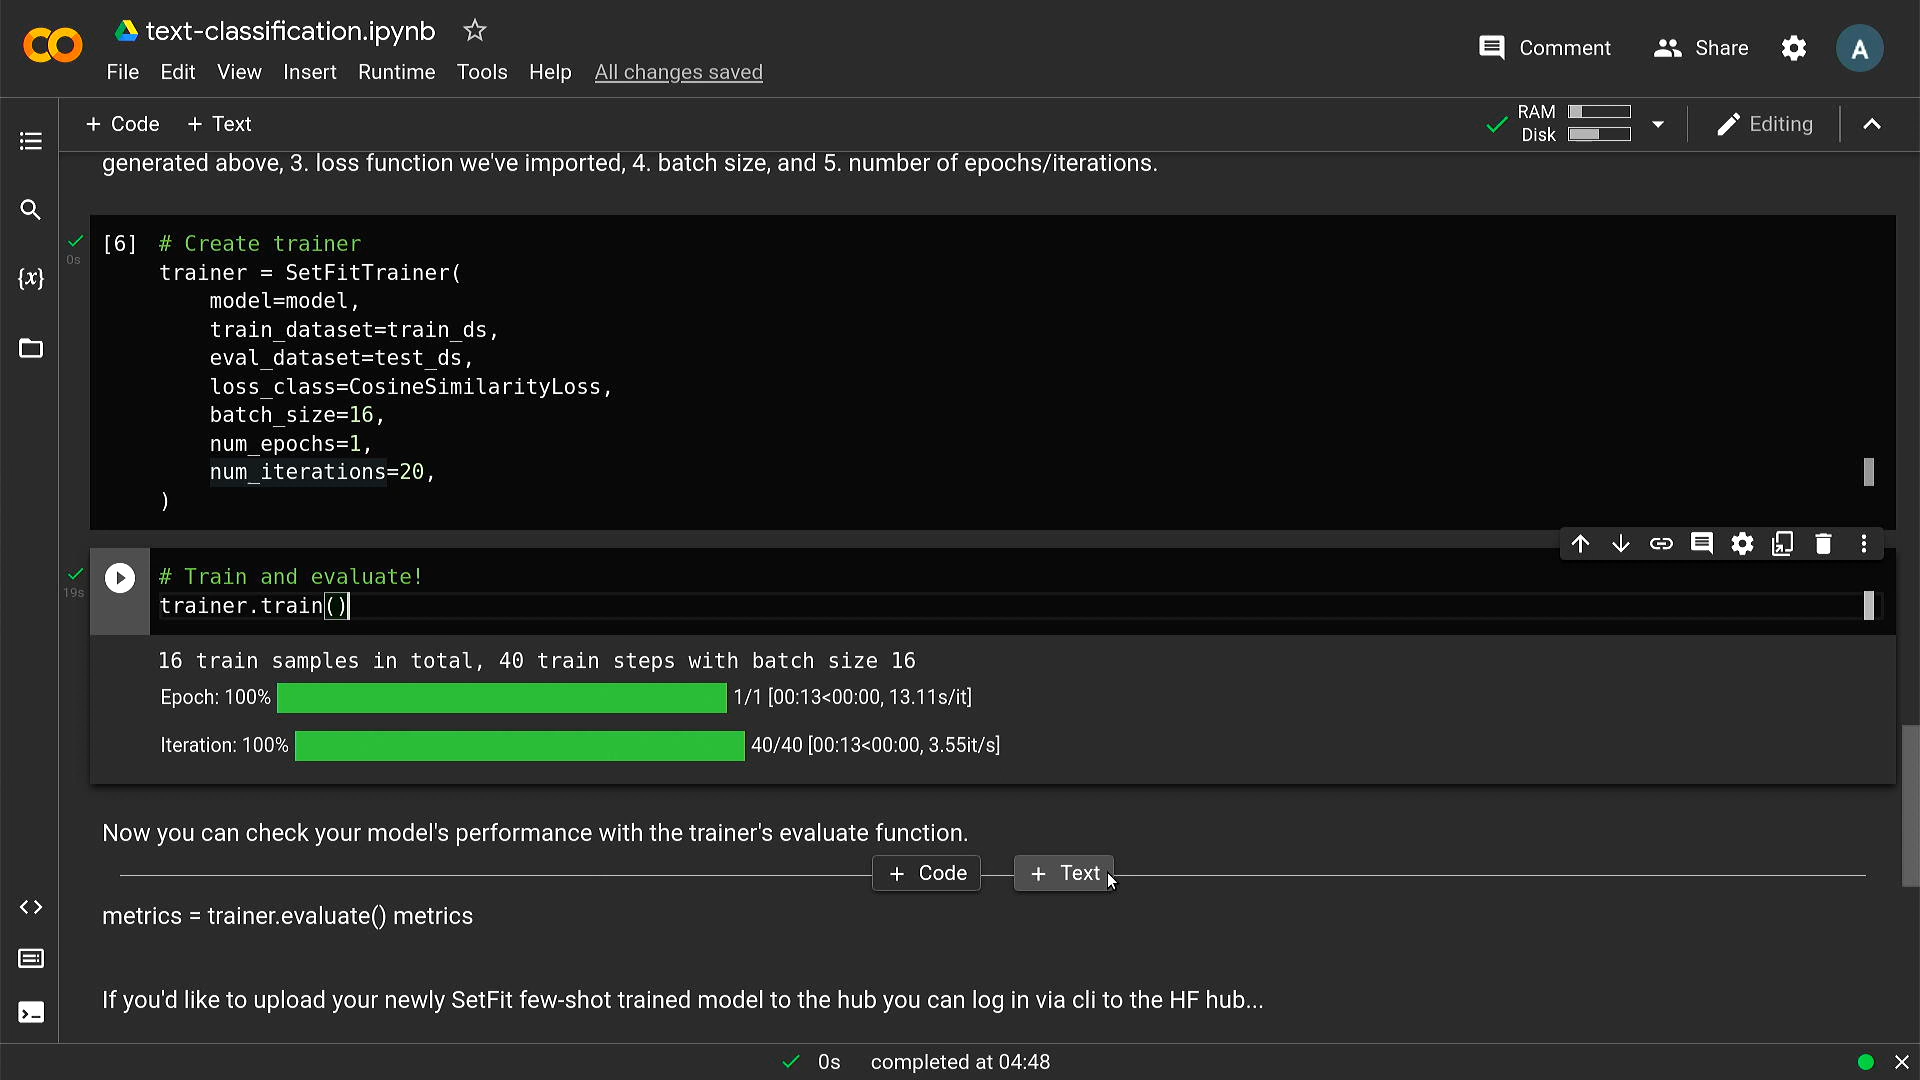 text-classification.ipynb
File Edit View Insert Runtime Tools Help All changes saved
Comment Share A
+ Code + Text
RAM
Disk
Editing
generated above, 3. loss function we've imported, 4. batch size, and 5. number of epochs/iterations.
0s
[6] # Create trainer
trainer = SetFitTrainer(
model=model,
train_dataset=train_ds,
eval_dataset=test_ds,
loss_class=CosineSimilarityLoss,
batch_size=16,
num_epochs=1,
num_iterations=20,
)
19s
# Train and evaluate!
trainer.train()
16 train samples in total, 40 train steps with batch size 16
Epoch: 100% 1/1 [00:13<00:00, 13.11s/it]
Iteration: 100% 40/40 [00:13<00:00, 3.55it/s]
Now you can check your model's performance with the trainer's evaluate function.
+ Code + Text
metrics = trainer.evaluate() metrics
If you'd like to upload your newly SetFit few-shot trained model to the hub you can log in via cli to the HF hub...
0s completed at 04:48